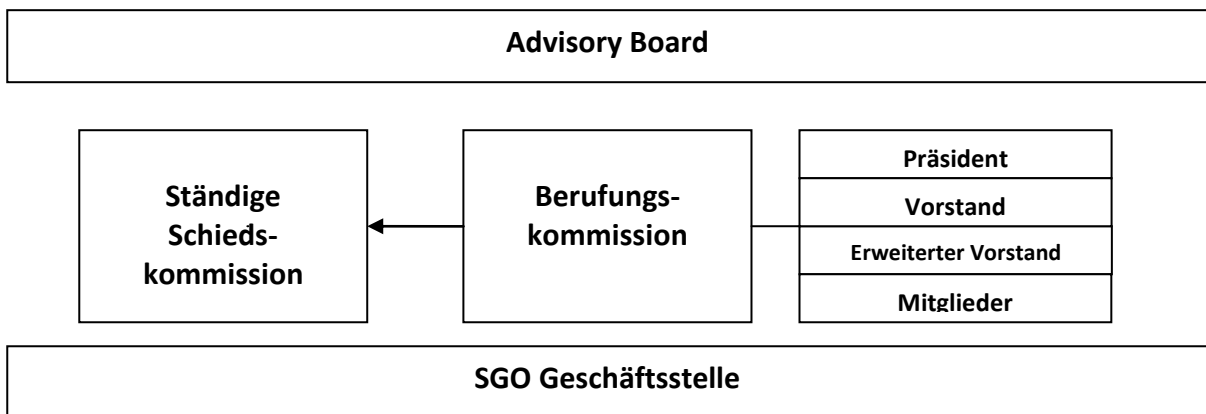 Advisory Board
Ständige
Schieds-
kommission
Berufungs-
kommission
Präsident
Vorstand
Erweiterter Vorstand
Mitglieder
SGO Geschäftsstelle